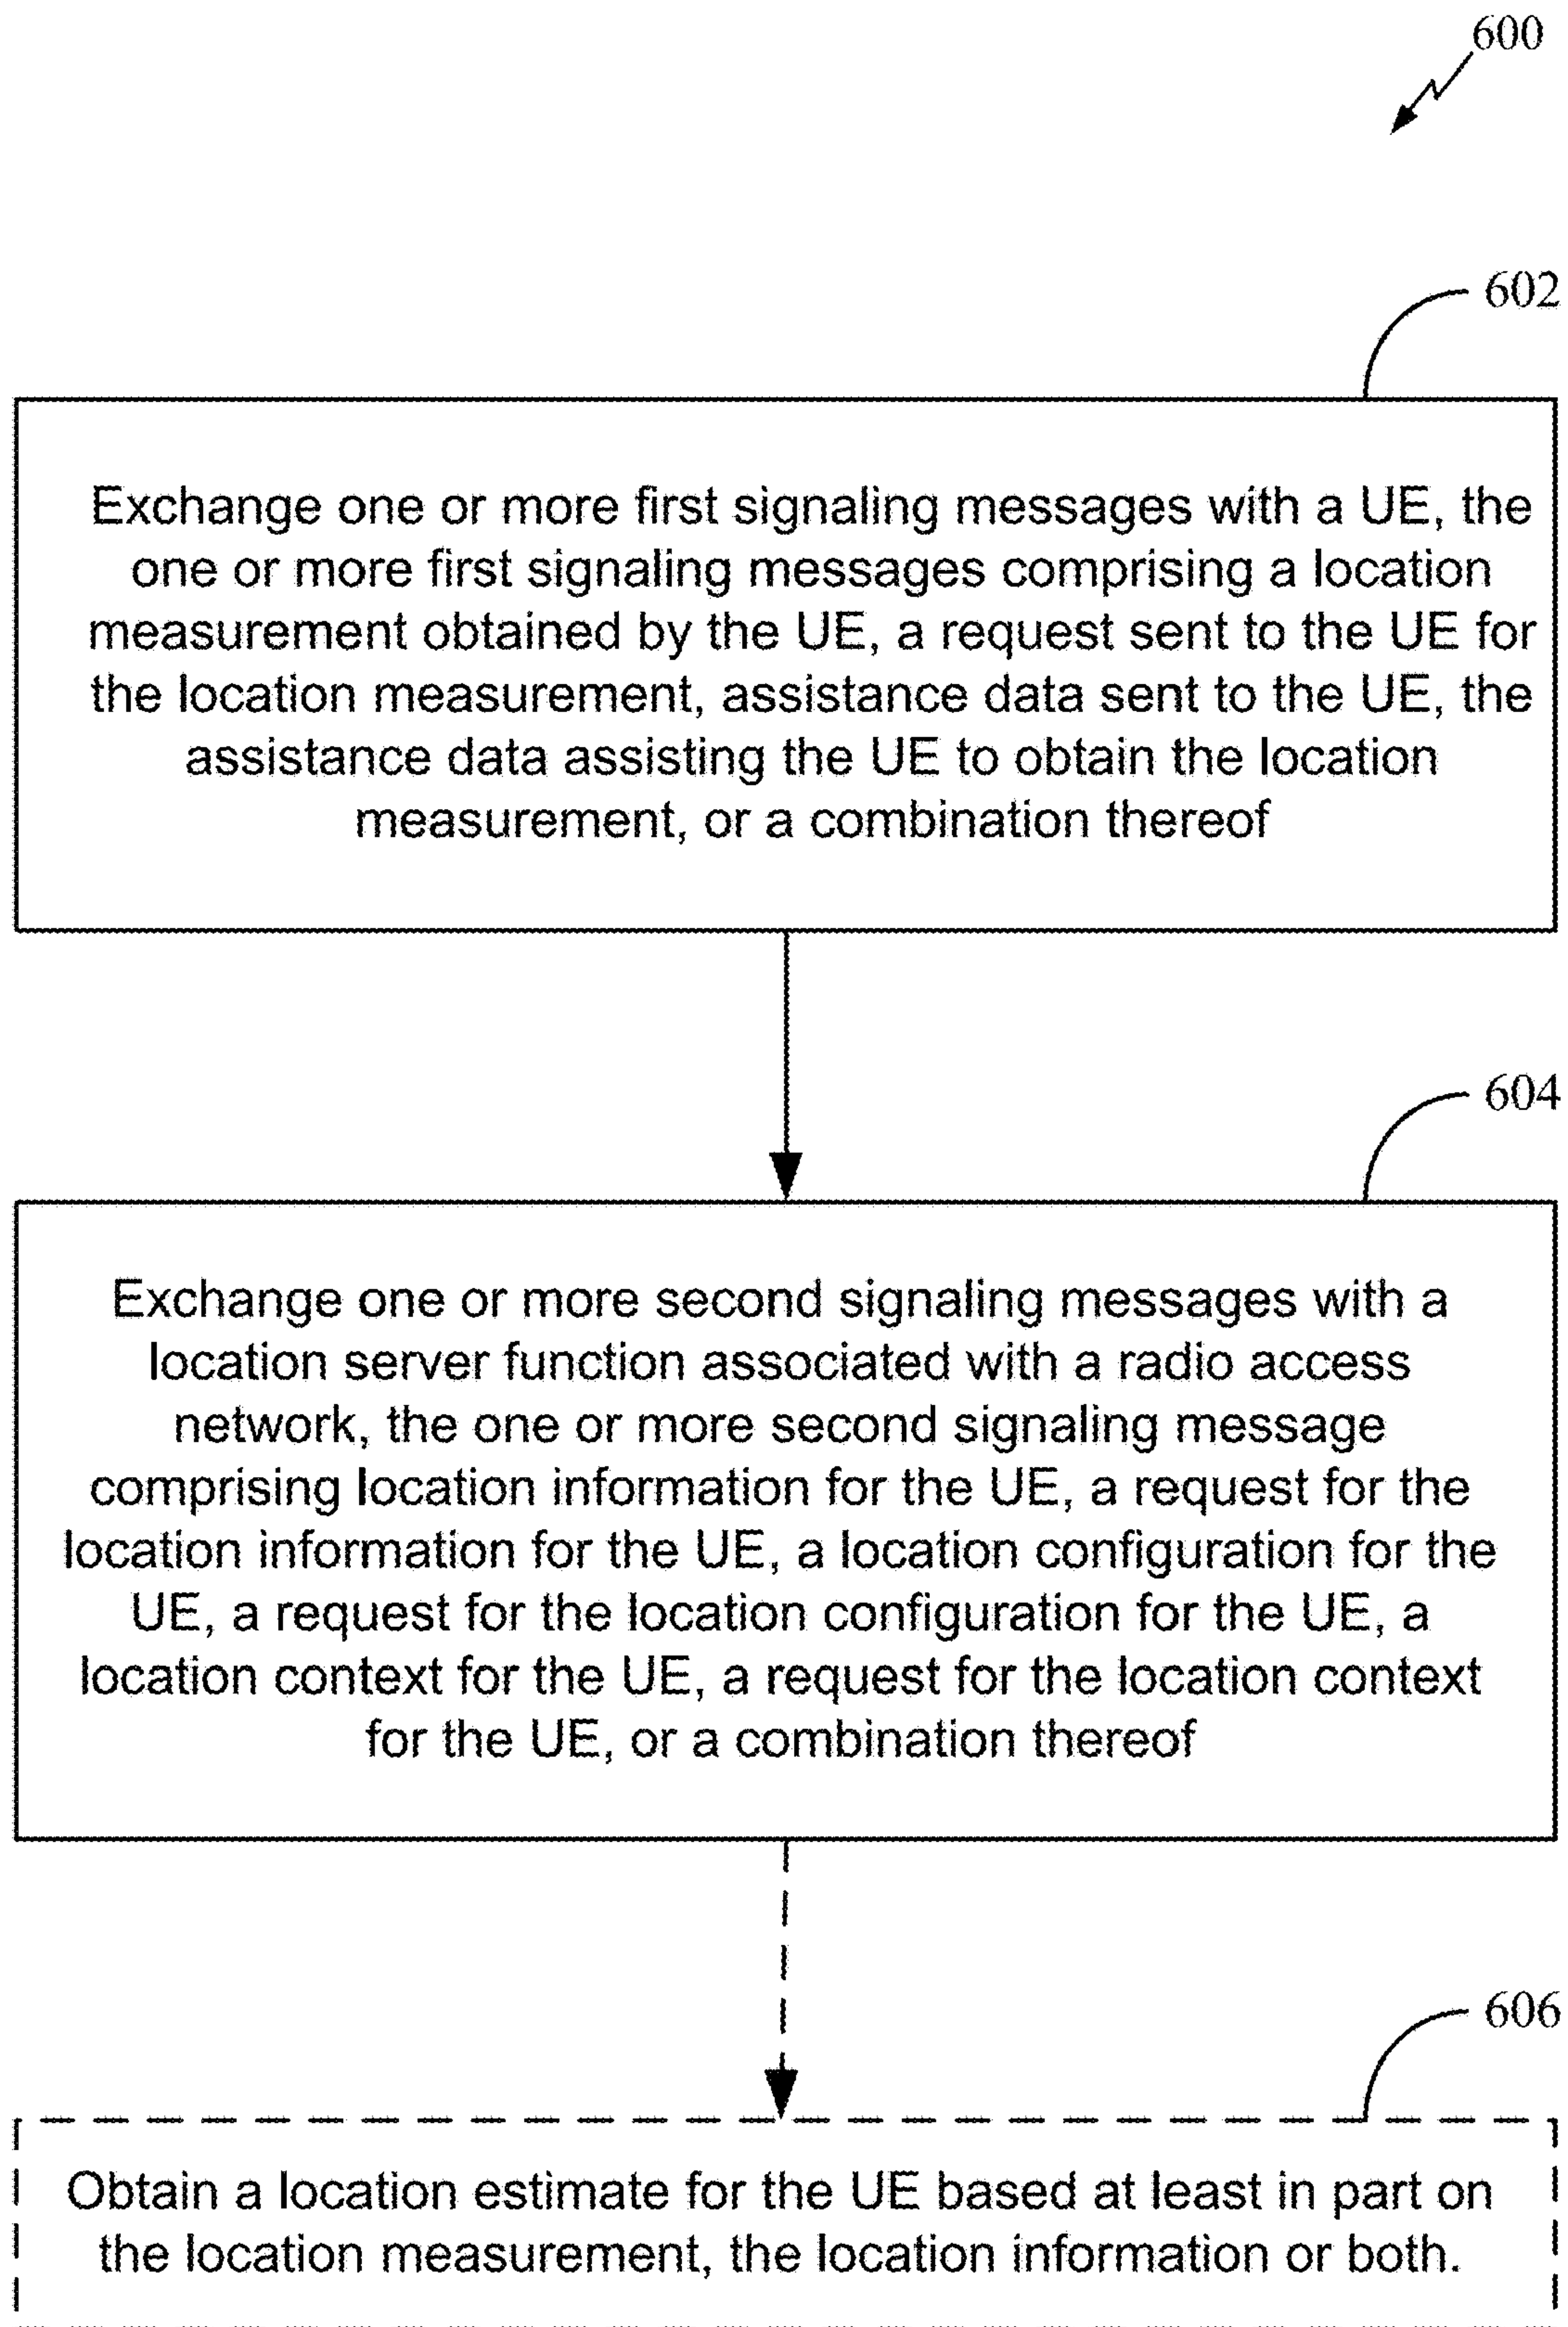 600
602
Exchange one or more first signaling messages with a UE, the
one or more first signaling messages comprising a location
measurement obtained by the UE, a request sent to the UE for
the location measurement, assistance data sent to the UE, the
assistance data assisting the UE to obtain the location
measurement, or a combination thereof
604
Exchange one or more second signaling messages with a
location server function associated with a radio access
network, the one or more second signaling message
comprising location information for the UE, a request for the
location information for the UE, a location configuration for the
UE, a request for the location configuration for the UE, a
location context for the UE, a request for the location context
for the UE, or a combination thereof
606
Obtain a location estimate for the UE based at least in part on
the location measurement, the location information or both.